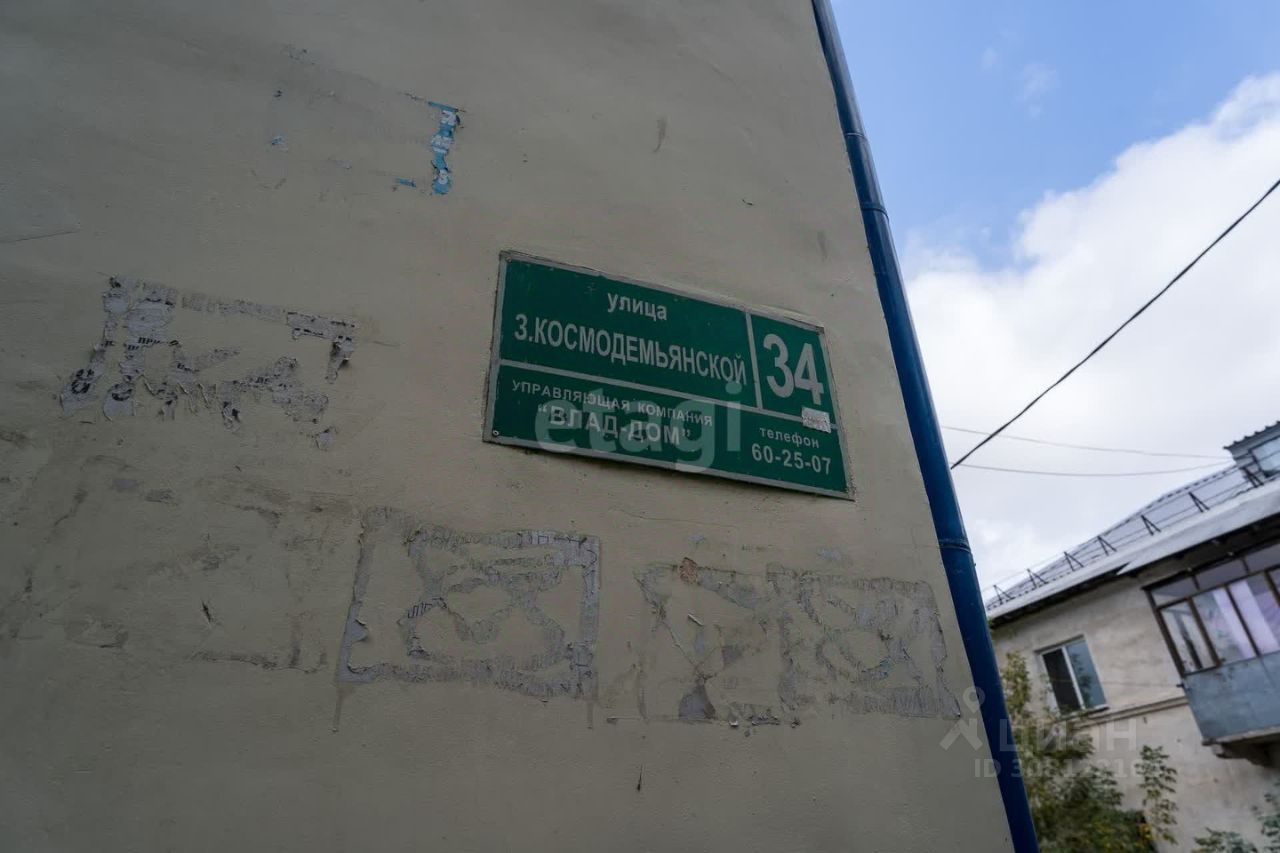 улица
З.КОСМОДЕМЬЯНСКОЙ
34
УПРАВЛЯЮЩАЯ КОМПАНИЯ
"ВЛАД-ДОМ"
телефон
60-25-07
etagi
ЦИАН